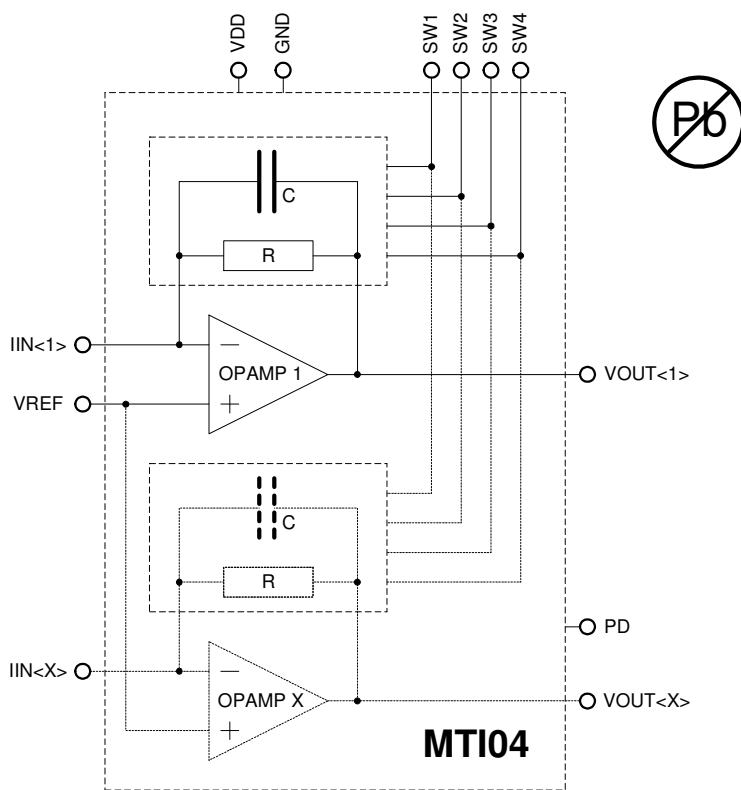 VDD
GND
SW1
SW2
SW3
SW4
Pb
C
R
IIN<1>
OPAMP 1
VOUT<1>
VREF
C
R
PD
IIN<X>
OPAMP X
VOUT<X>
MTI04